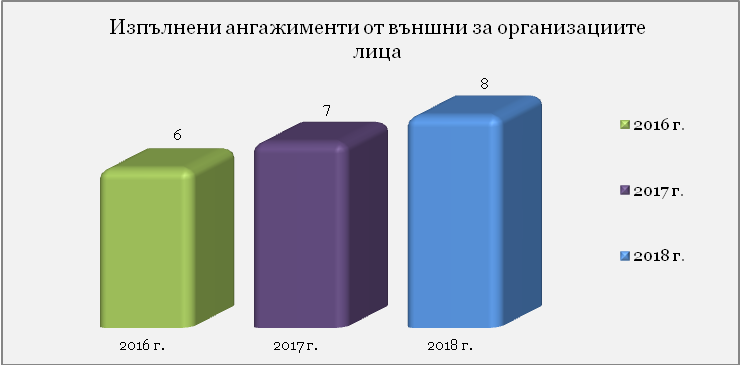 Изпълнени ангажименти от външни за организациите
лица
6
7
8
2016 г.
2017 г.
2018 г.
2016 г.
2017 г.
2018 г.